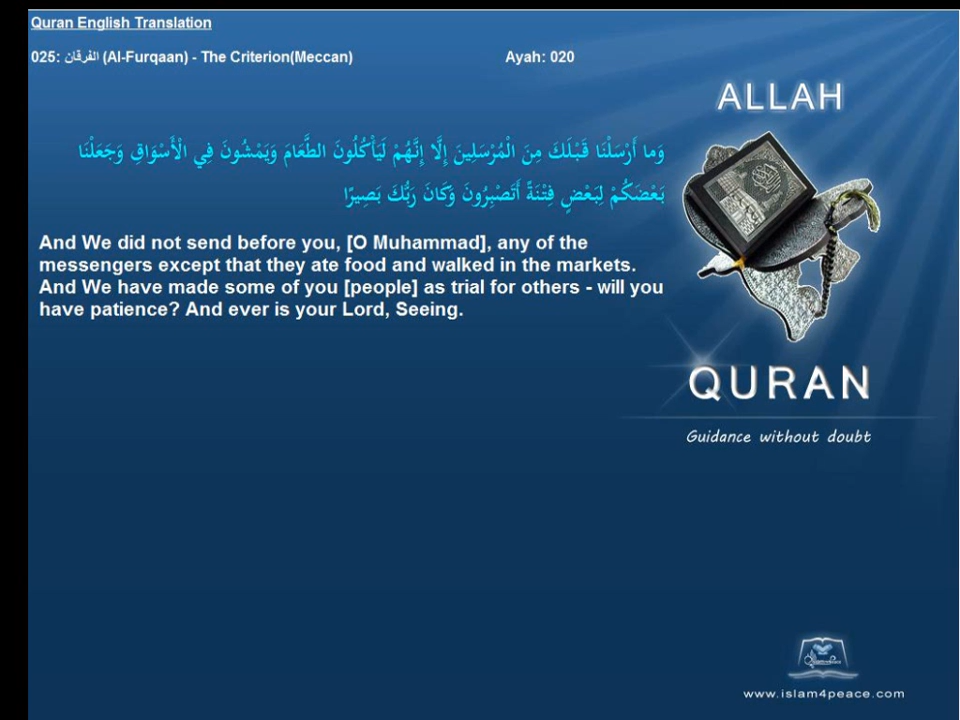 Quran English Translation
025: الفرقان (Al-Furqaan) - The Criterion(Meccan) Ayah: 020
ALLAH
وَما أَرْسَلْنَا قَبْلَكَ مِنَ الْمُرْسَلِينَ إِلَّا إِنَّهُمْ لَيَأْكُلُونَ الطَّعَامَ وَيَمْشُونَ فِي الْأَسْوَاقِ وَجَعَلْنَا
بَعْضَكُمْ لِبَعْضٍ فِتْنَةً أَتَصْبِرُونَ وَكَانَ رَبُّكَ بَصِيرًا
And We did not send before you, [O Muhammad], any of the
messengers except that they ate food and walked in the markets.
And We have made some of you [people] as trial for others - will you
have patience? And ever is your Lord, Seeing.
QURAN
Guidance without doubt
www.islam4peace.com